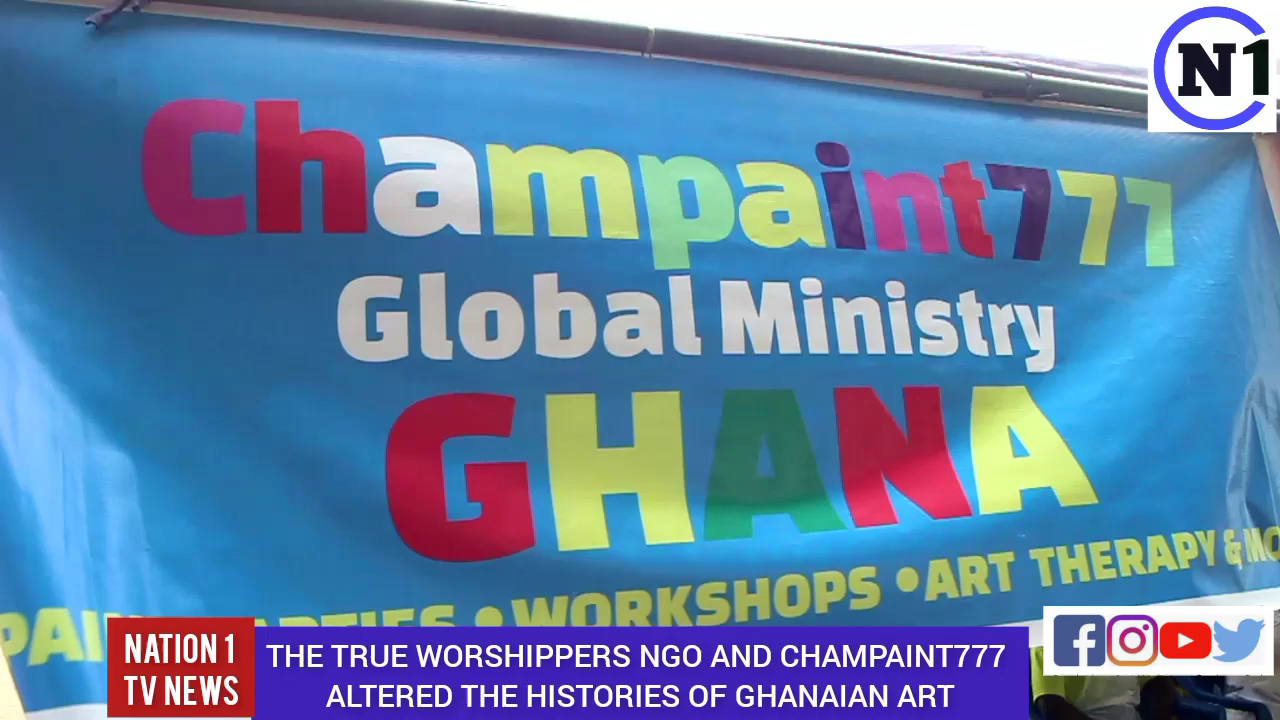 N1
Champaint777
Global Ministry
GHANA
•WORKSHOPS •ART THERAPY &
NATION 1
TV NEWS
THE TRUE WORSHIPPERS NGO AND CHAMPAINT777
ALTERED THE HISTORIES OF GHANAIAN ART